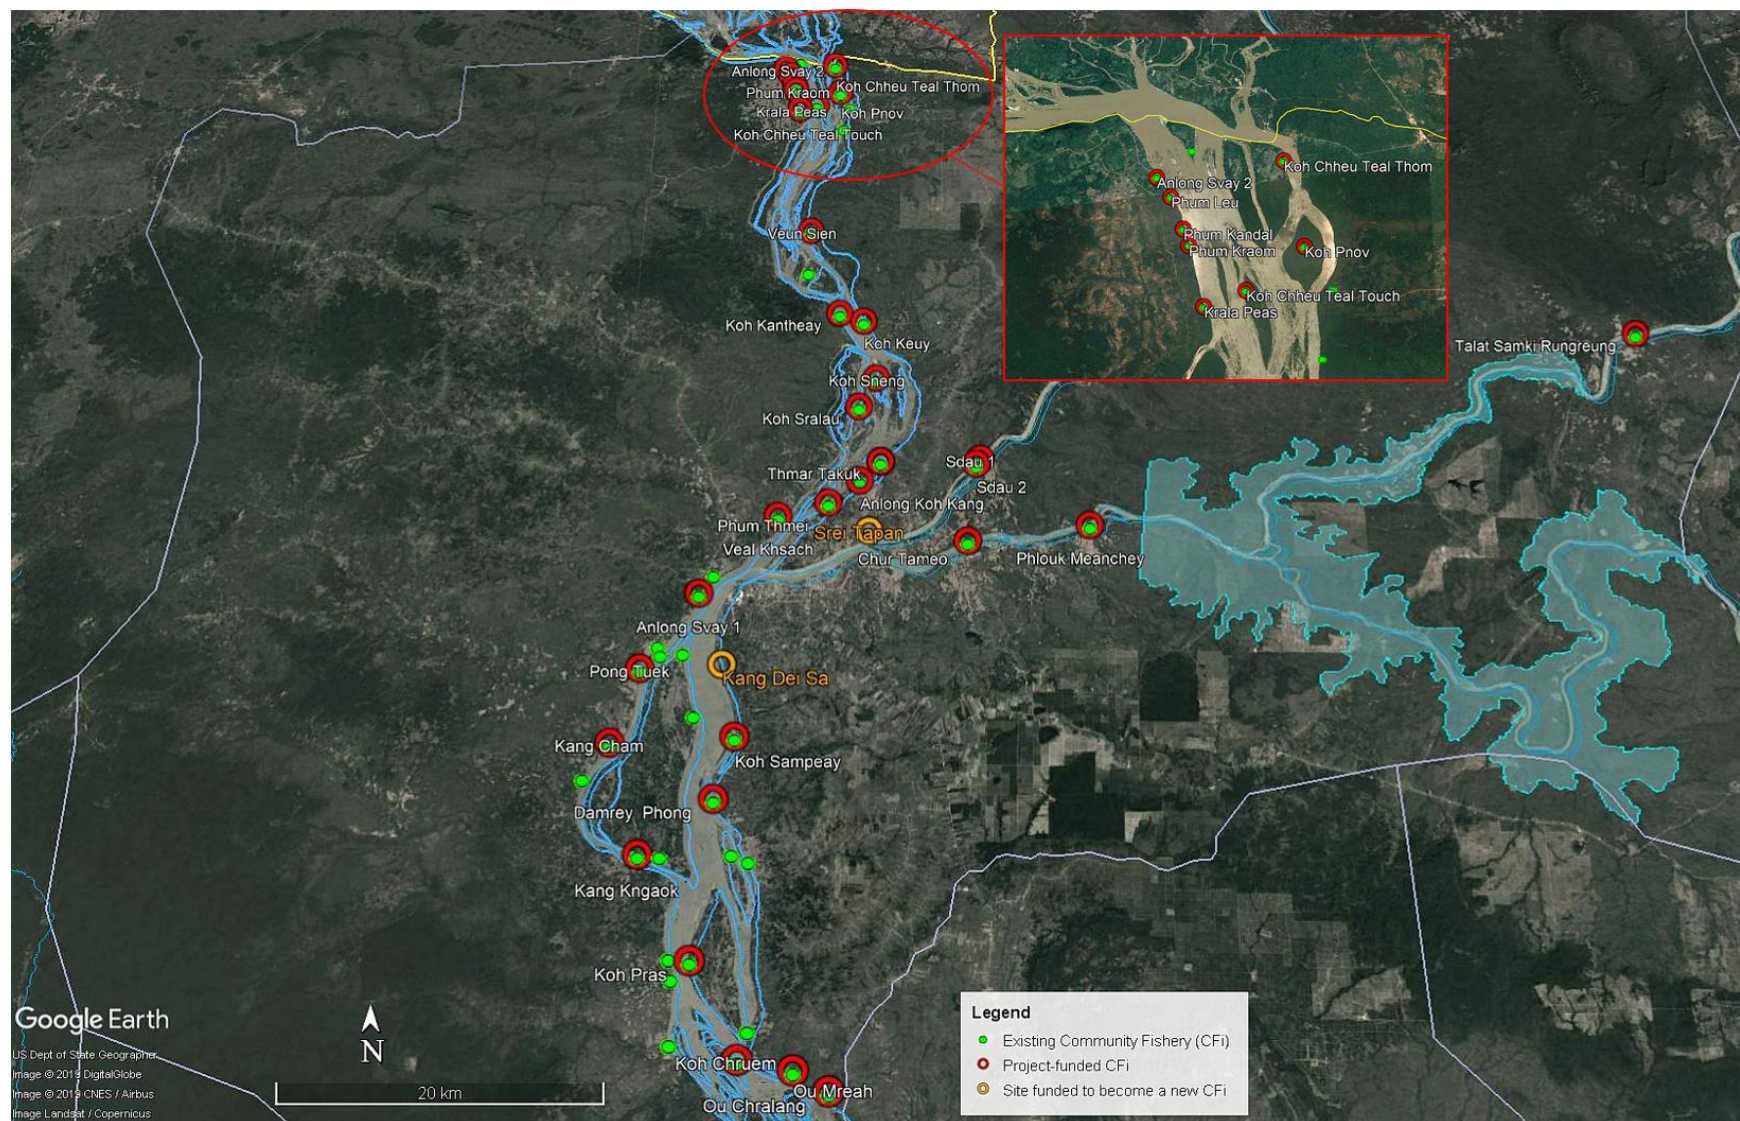 Anlong Svay 2
Koh Chheu Teal Thom
Phum Kraom
Krala Peas
Koh Pnov
Koh Chheu Teal Touch
Koh Chheu Teal Thom
Anlong Svay 2
Phum Leu
Phum Kandal
Phum Kraom
Koh Pnov
Koh Chheu Teal Touch
Krala Peas
Veun Sien
Koh Kantheay
Koh Keuy
Talat Samki Rungreung
Koh Sneng
Koh Sralau
Sdau 1
Thmar Takuk
Sdau 2
Anlong Koh Kang
Phum Thmei
Srei Tapan
Veal Khsach
Chur Tameo
Phlouk Meanchey
Anlong Svay 1
Pong Tuek
Kang Dei Sa
Kang Cham
Koh Sampeay
Damrey Phong
Kang Kngaok
Koh Pras
Koh Chruem
Ou Mreah
Ou Chralang
Google Earth
US Dept of State Geographer
Image © 2019 DigitalGlobe
Image © 2019 CNES / Airbus
Image Landsat / Copernicus
N
20 km
Legend
Existing Community Fishery (CFi)
Project-funded CFi
Site funded to become a new CFi